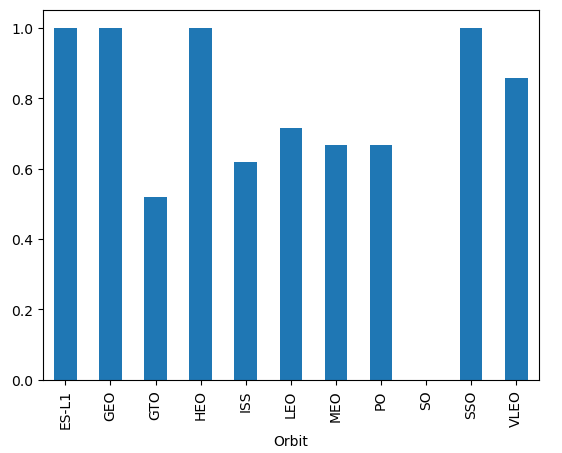 1.0
0.8
0.6
0.4
0.2
0.0
ES-L1
GEO
GTO
HEO
ISS
LEO
MEO
PO
SO
SSO
VLEO
Orbit